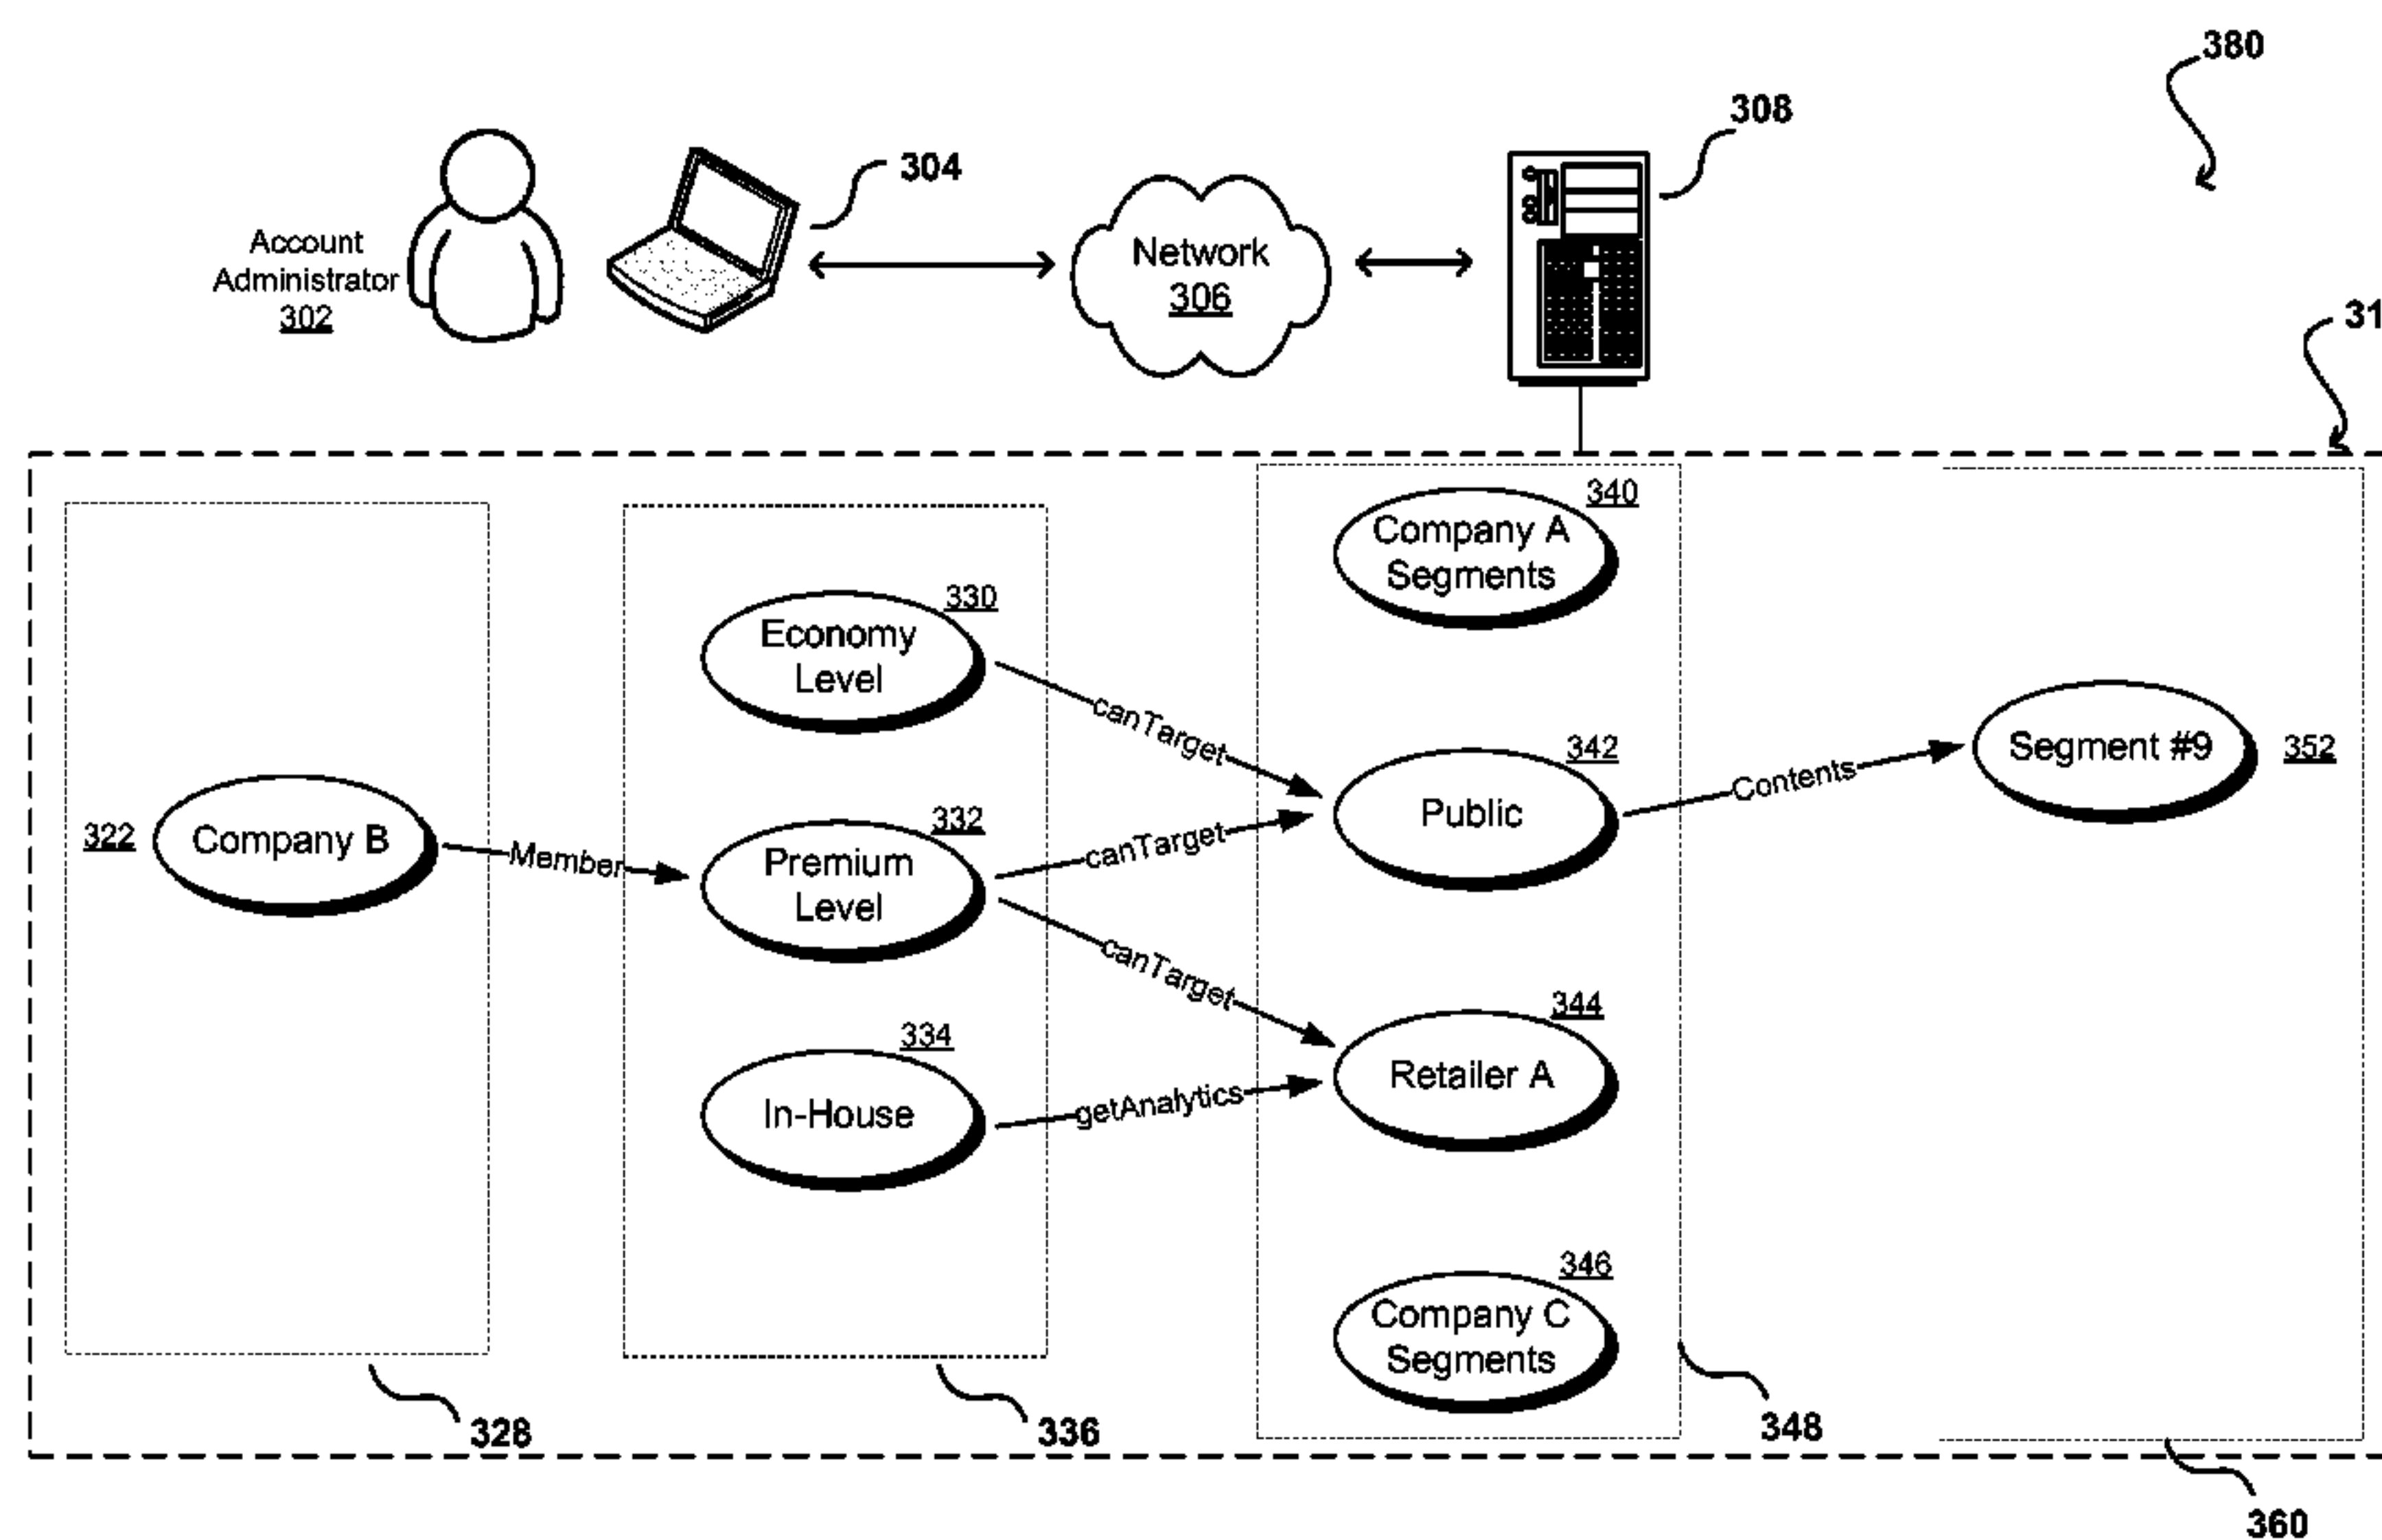 380
308
304
Account
Administrator
302
Network
306
31
340
Company A
Segments
330
Economy
Level
canTarget
342
Public
Contents
Segment #9
352
322
Company B
Member
332
Premium
Level
canTarget
canTarget
344
Retailer A
334
In-House
getAnalytics
346
Company C
Segments
328
336
348
360